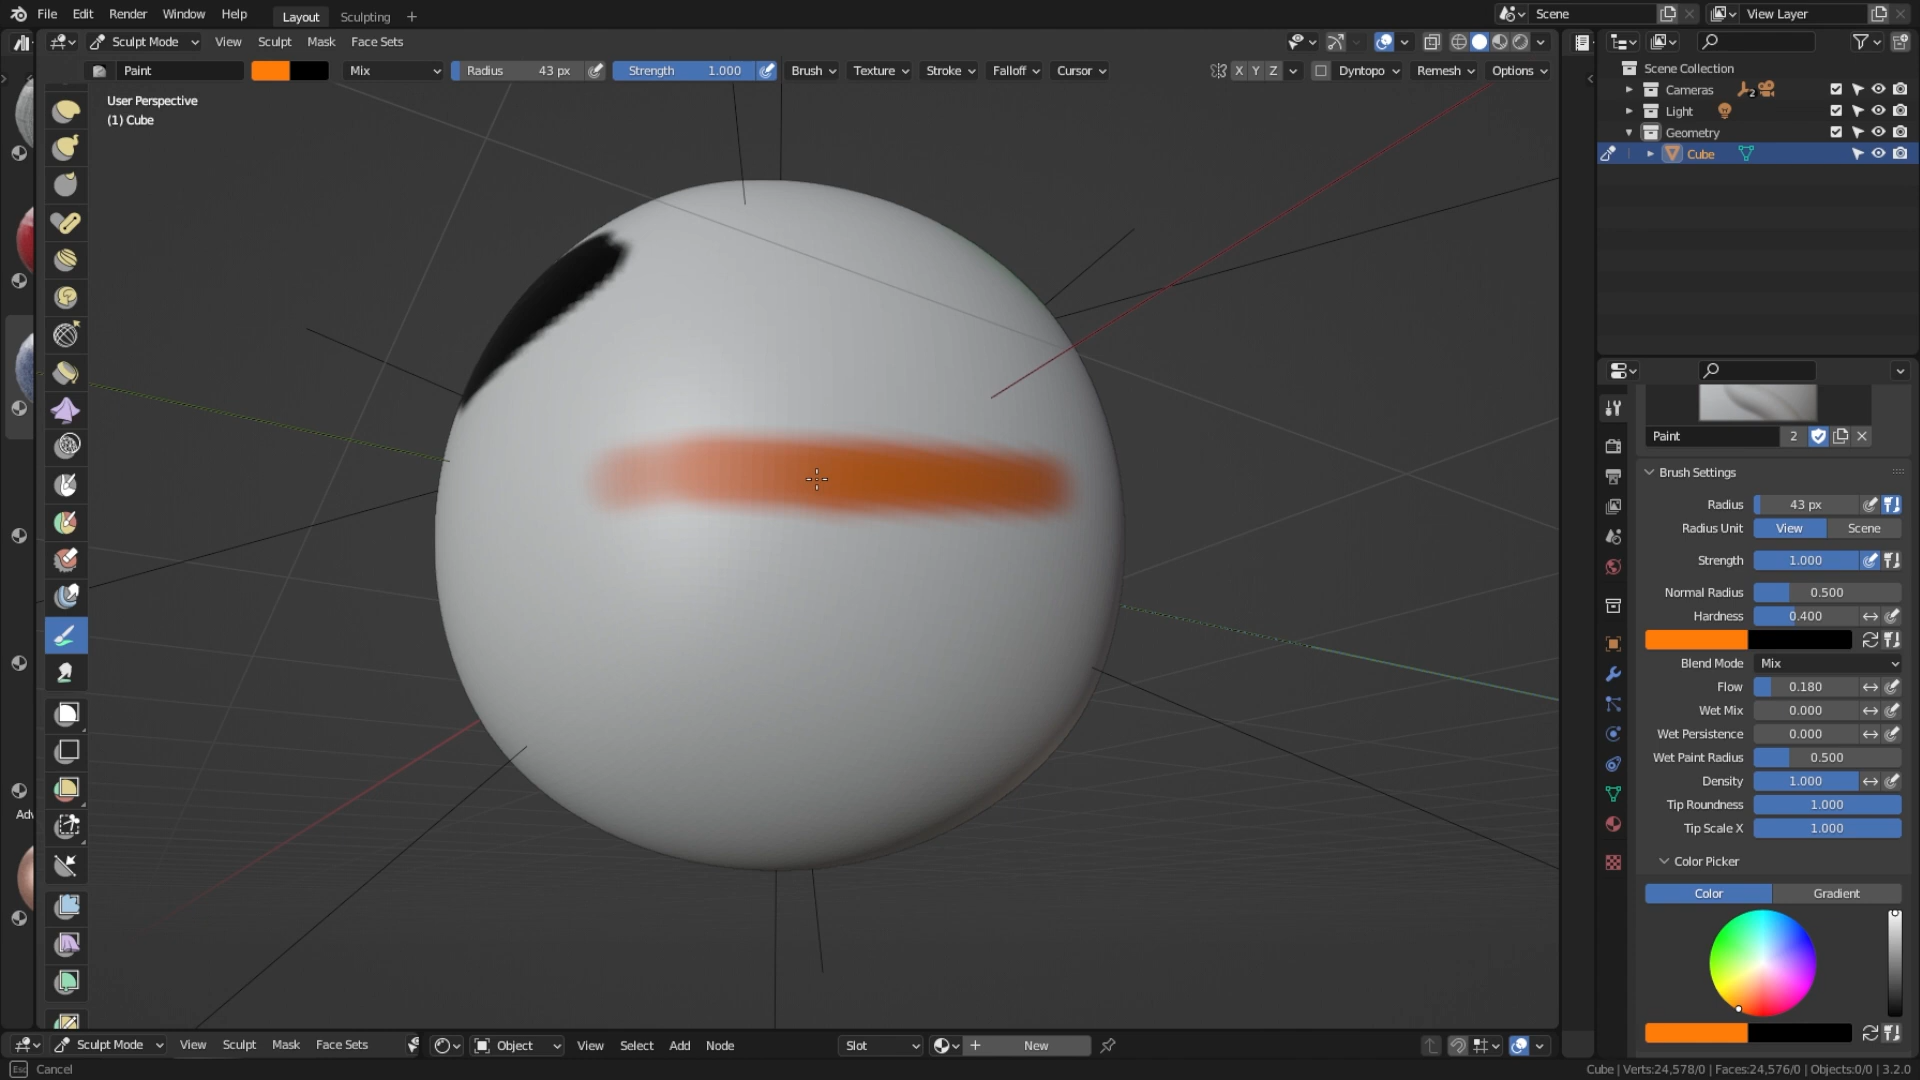 File Edit Render Window Help Layout Sculpting + Scene View Layer
Sculpt Mode View Sculpt Mask Face Sets
Paint Mix Radius 43 px Strength 1.000 Brush Texture Stroke Falloff Cursor X Y Z Dyntopo Remesh Options
User Perspective
(1) Cube
Scene Collection
Cameras 2
Light
Geometry
Cube
Paint 2
Brush Settings
Radius 43 px
Radius Unit View Scene
Strength 1.000
Normal Radius 0.500
Hardness 0.400
Blend Mode Mix
Flow 0.180
Wet Mix 0.000
Wet Persistence 0.000
Wet Paint Radius 0.500
Density 1.000
Tip Roundness 1.000
Tip Scale X 1.000
Color Picker
Color Gradient
Adv
Sculpt Mode View Sculpt Mask Face Sets Object View Select Add Node Slot + New
Esc Cancel
Cube | Verts:24,578/0 | Faces:24,576/0 | Objects:0/0 | 3.2.0